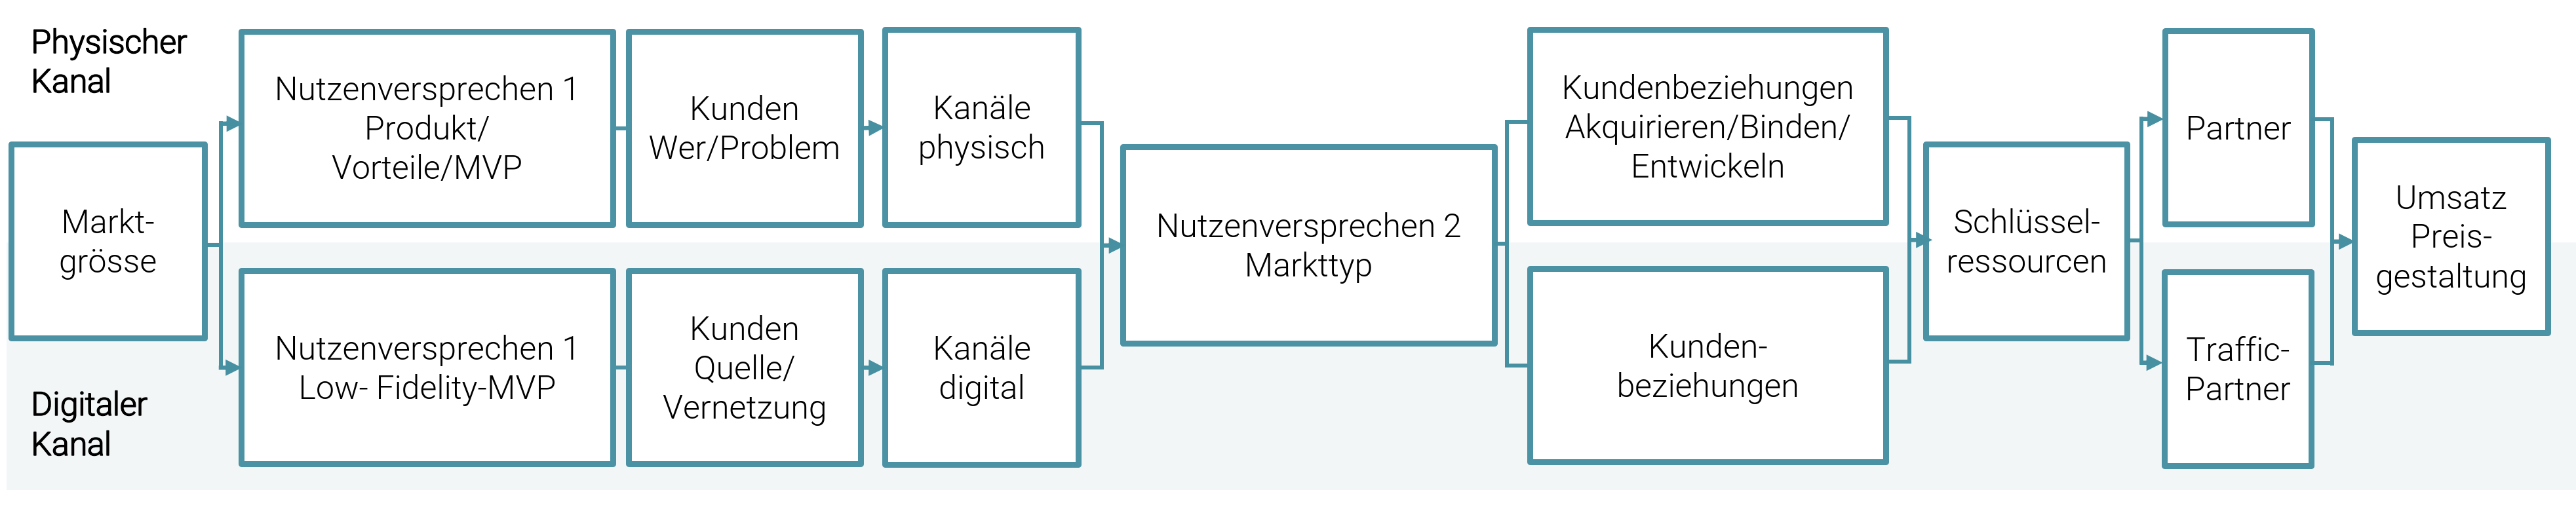 Physischer
Kanal
Markt-
grösse
Nutzenversprechen 1
Produkt/
Vorteile/MVP
Kunden
Wer/Problem
Kanäle
physisch
Nutzenversprechen 1
Low- Fidelity-MVP
Kunden
Quelle/
Vernetzung
Kanäle
digital
Digitaler
Kanal
Nutzenversprechen 2
Markttyp
Kundenbeziehungen
Akquirieren/Binden/
Entwickeln
Kunden-
beziehungen
Schlüssel-
ressourcen
Partner
Traffic-
Partner
Umsatz
Preis-
gestaltung